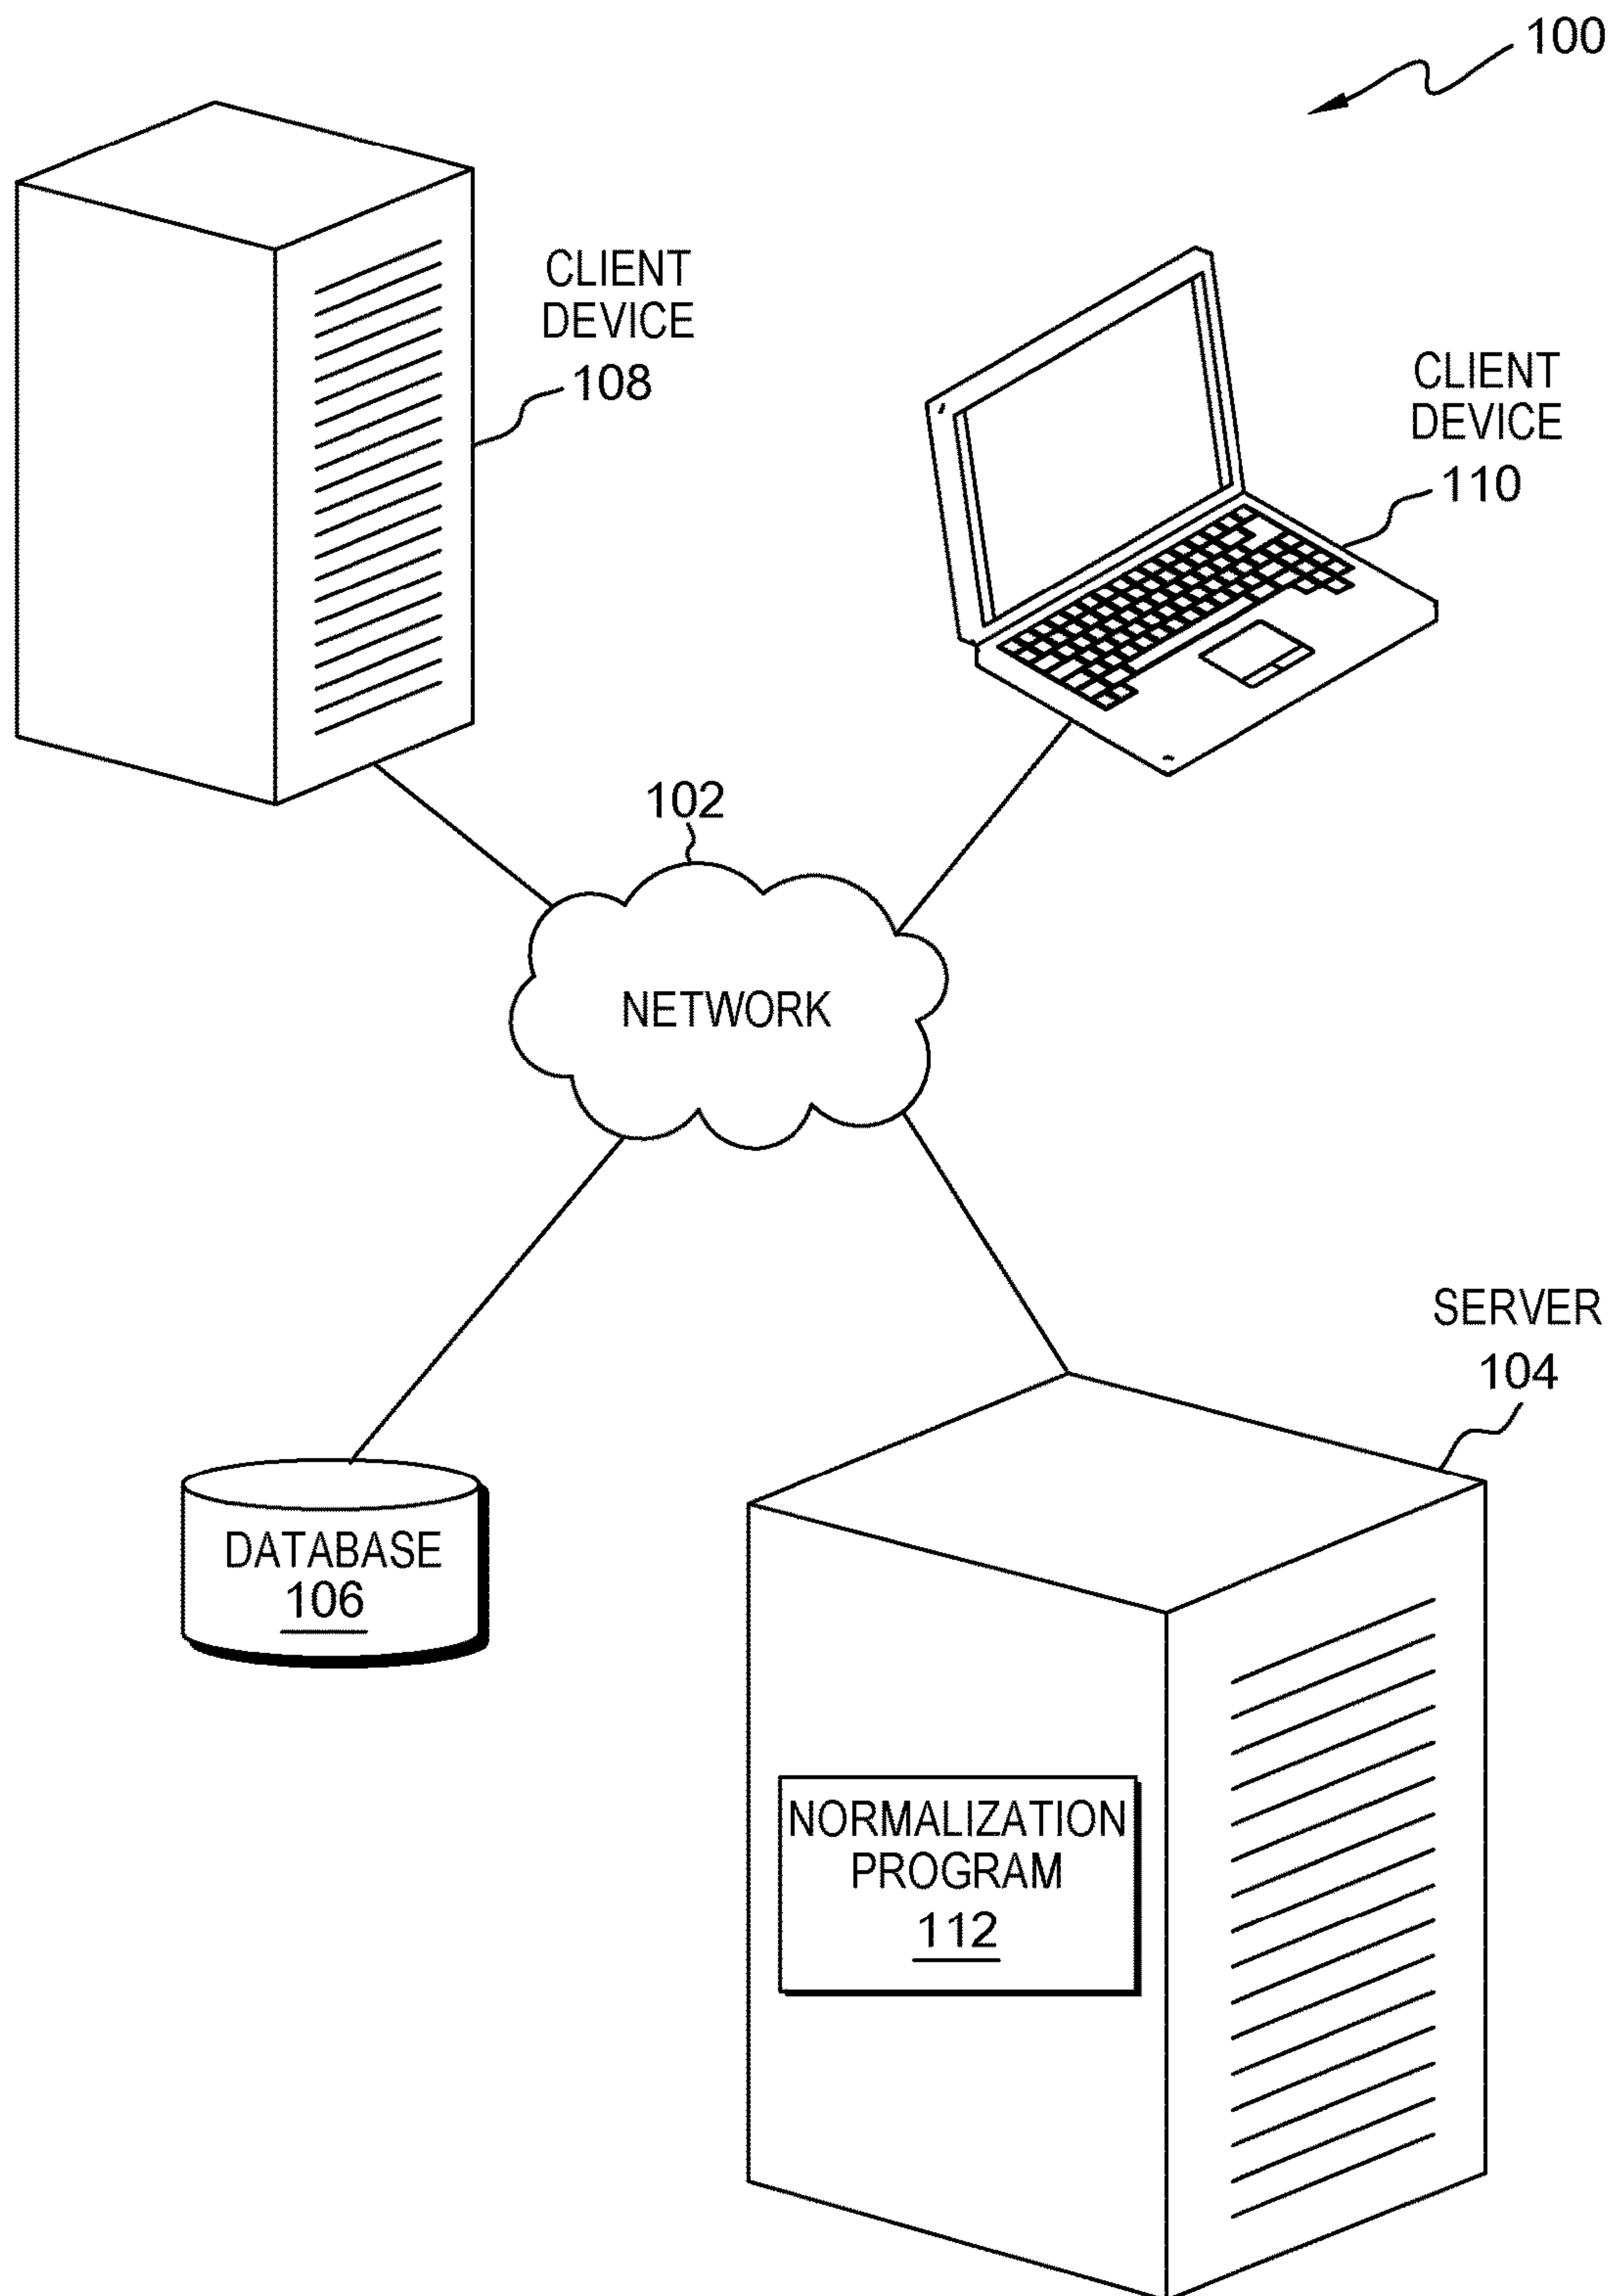 100
CLIENT
DEVICE
108
CLIENT
DEVICE
110
102
NETWORK
SERVER
104
DATABASE
106
NORMALIZATION
PROGRAM
112